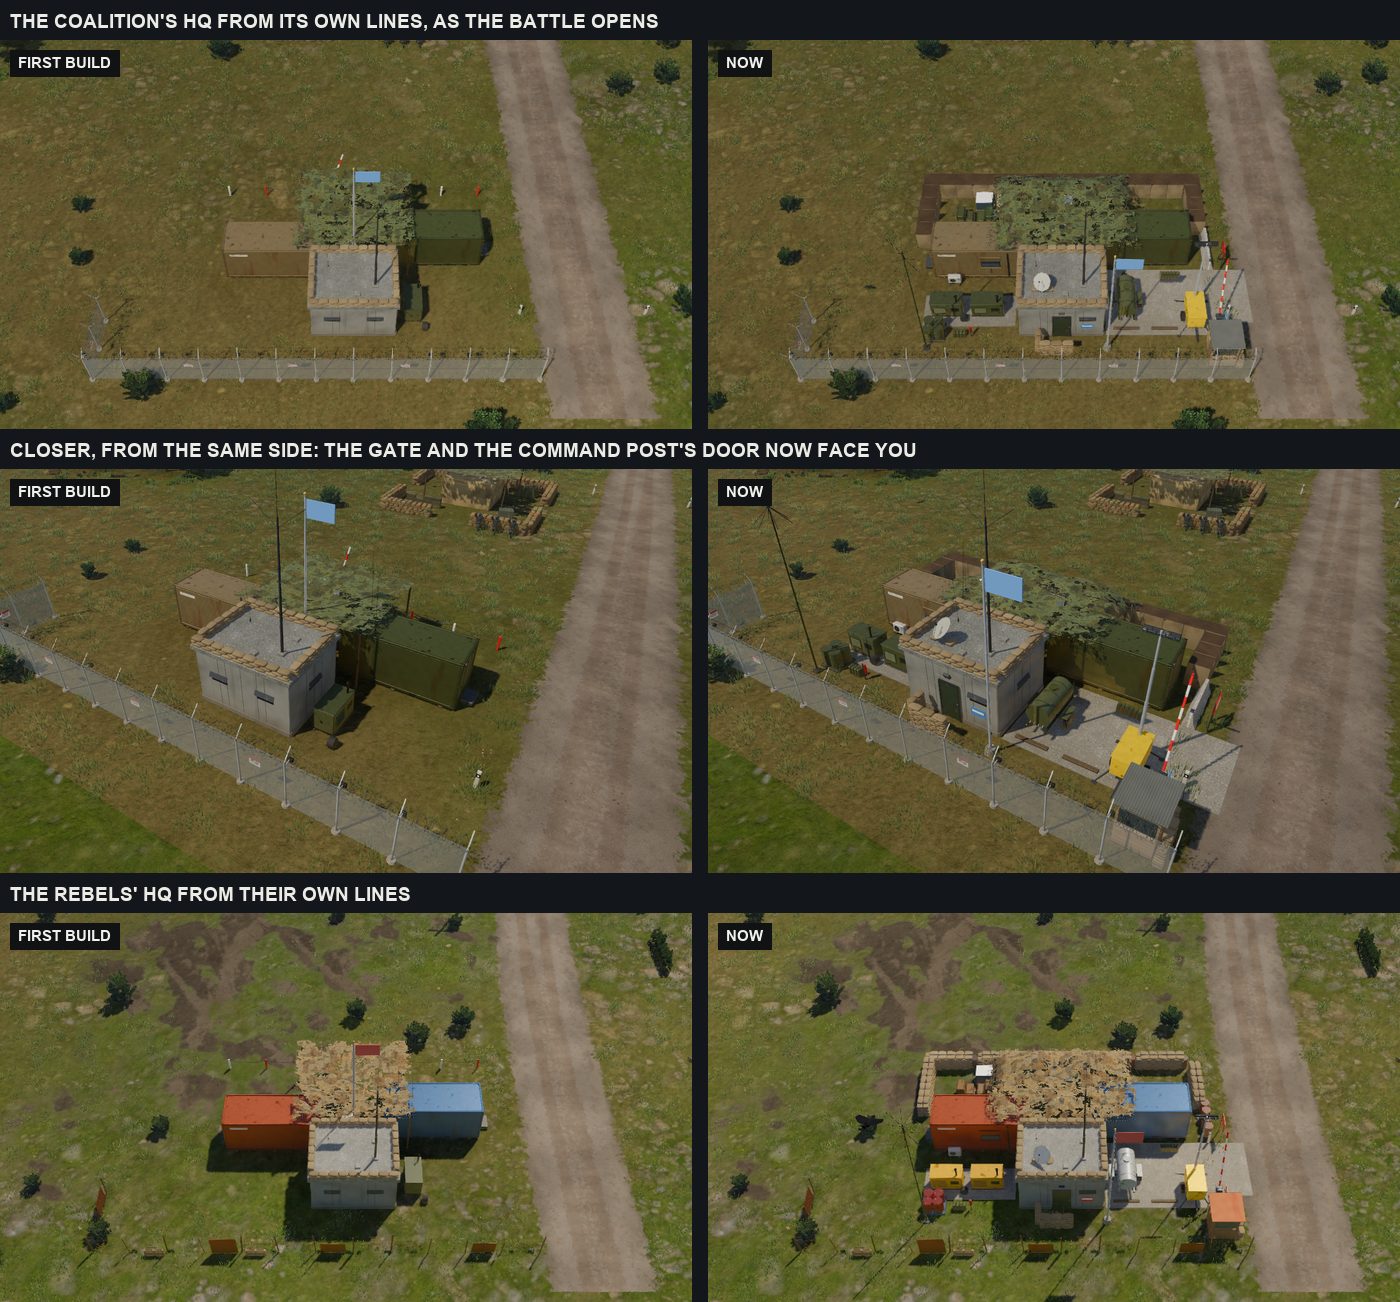 THE COALITION'S HQ FROM ITS OWN LINES, AS THE BATTLE OPENS
FIRST BUILD
NOW
CLOSER, FROM THE SAME SIDE: THE GATE AND THE COMMAND POST'S DOOR NOW FACE YOU
FIRST BUILD
NOW
THE REBELS' HQ FROM THEIR OWN LINES
FIRST BUILD
NOW